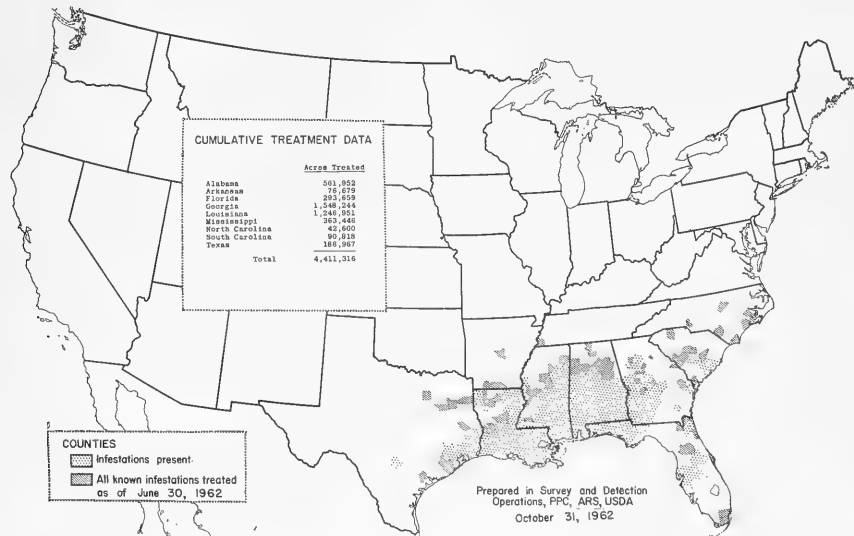 CUMULATIVE TREATMENT DATA
Acres Treated
Alabama 561,952
Arkansas 76,679
Florida 293,659
Georgia 1,548,244
Louisiana 1,246,951
Mississippi 363,446
North Carolina 42,600
South Carolina 90,818
Texas 186,967
Total 4,411,316
COUNTIES
Infestations present
All known infestations treated
as of June 30, 1962
Prepared in Survey and Detection
Operations, PPC, ARS, USDA
October 31, 1962